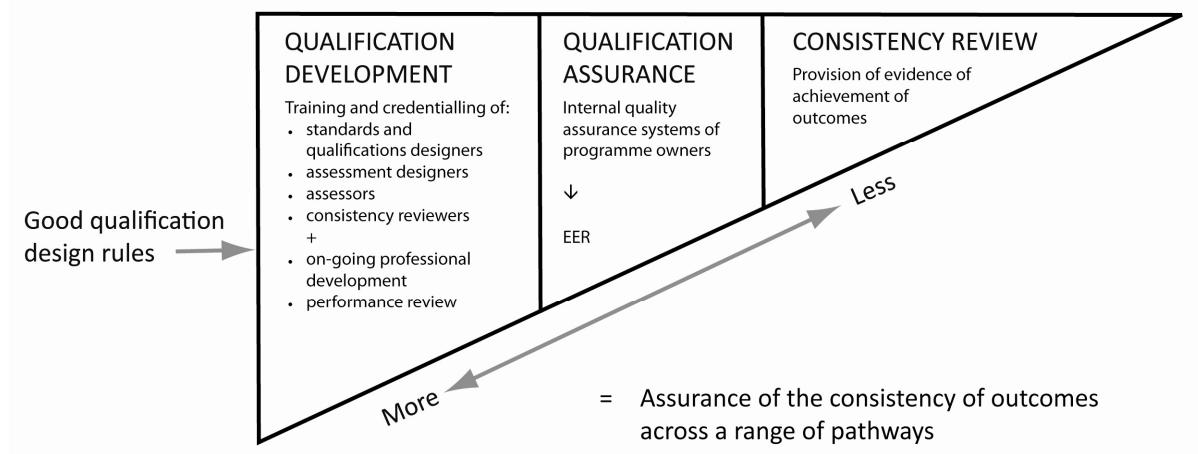 QUALIFICATION
DEVELOPMENT
Training and credentialling of:
• standards and
qualifications designers
• assessment designers
• assessors
• consistency reviewers
+
• on-going professional
development
• performance review
QUALIFICATION
ASSURANCE
Internal quality
assurance systems of
programme owners
↓
EER
CONSISTENCY REVIEW
Provision of evidence of
achievement of
outcomes
Good qualification
design rules
Less
More
= Assurance of the consistency of outcomes
across a range of pathways